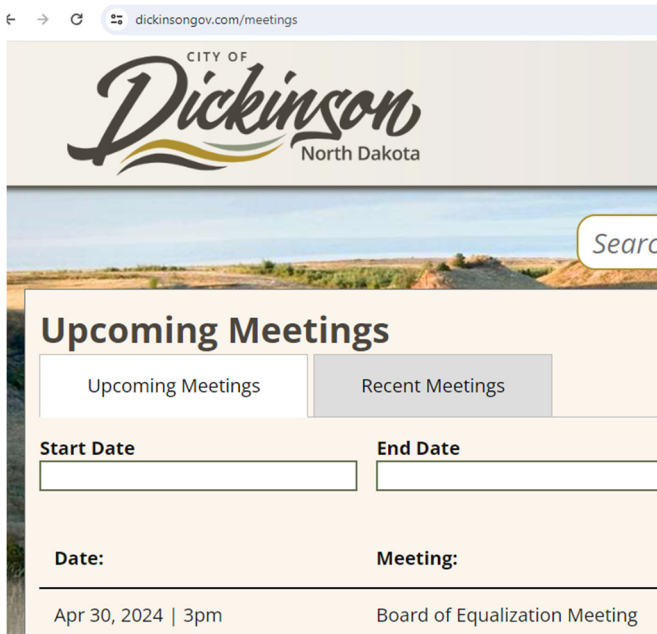 dickinsongov.com/meetings
CITY OF
Dickinson
North Dakota
Searc
Upcoming Meetings
Upcoming Meetings Recent Meetings
Start Date End Date
Date: Meeting:
Apr 30, 2024 | 3pm Board of Equalization Meeting